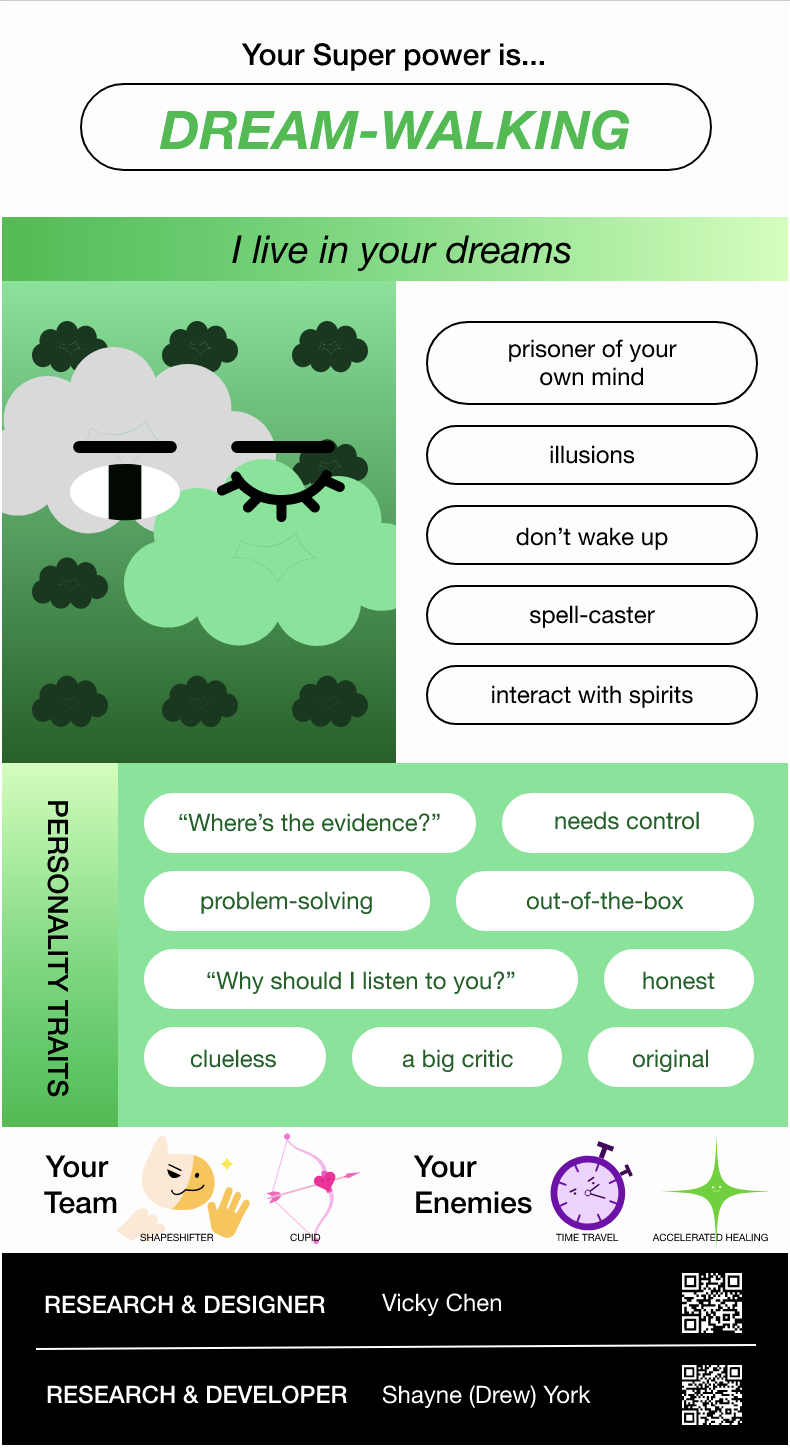 Your Super power is...
DREAM-WALKING
I live in your dreams
prisoner of your
own mind
illusions
don’t wake up
spell-caster
interact with spirits
PERSONALITY TRAITS
“Where’s the evidence?”
needs control
problem-solving
out-of-the-box
“Why should I listen to you?”
honest
clueless
a big critic
original
Your
Team
SHAPESHIFTER
CUPID
Your
Enemies
TIME TRAVEL
ACCELERATED HEALING
RESEARCH & DESIGNER
Vicky Chen
RESEARCH & DEVELOPER
Shayne (Drew) York